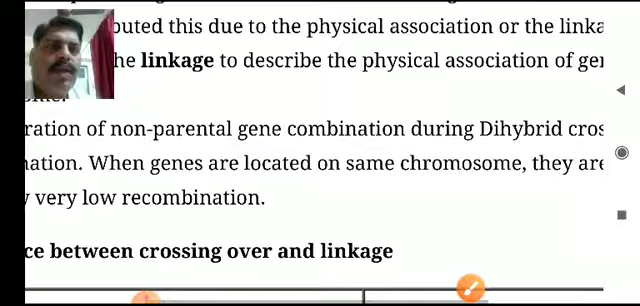 buted this due to the physical association or the linka
he linkage to describe the physical association of ge
ration of non-parental gene combination during Dihybrid cros
ation. When genes are located on same chromosome, they are
very low recombination.
ce between crossing over and linkage